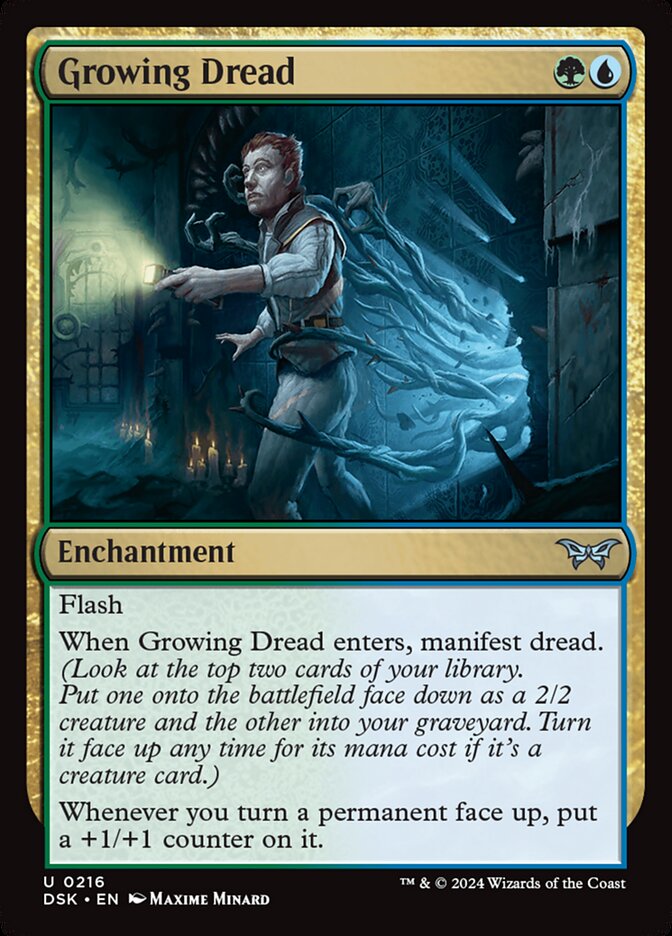 Growing Dread
Enchantment
Flash
When Growing Dread enters, manifest dread.
(Look at the top two cards of your library.
Put one onto the battlefield face down as a 2/2
creature and the other into your graveyard. Turn
it face up any time for its mana cost if it's a
creature card.)
Whenever you turn a permanent face up, put
a +1/+1 counter on it.
U 0216
DSK • EN MAXIME MINARD
™ & © 2024 Wizards of the Coast